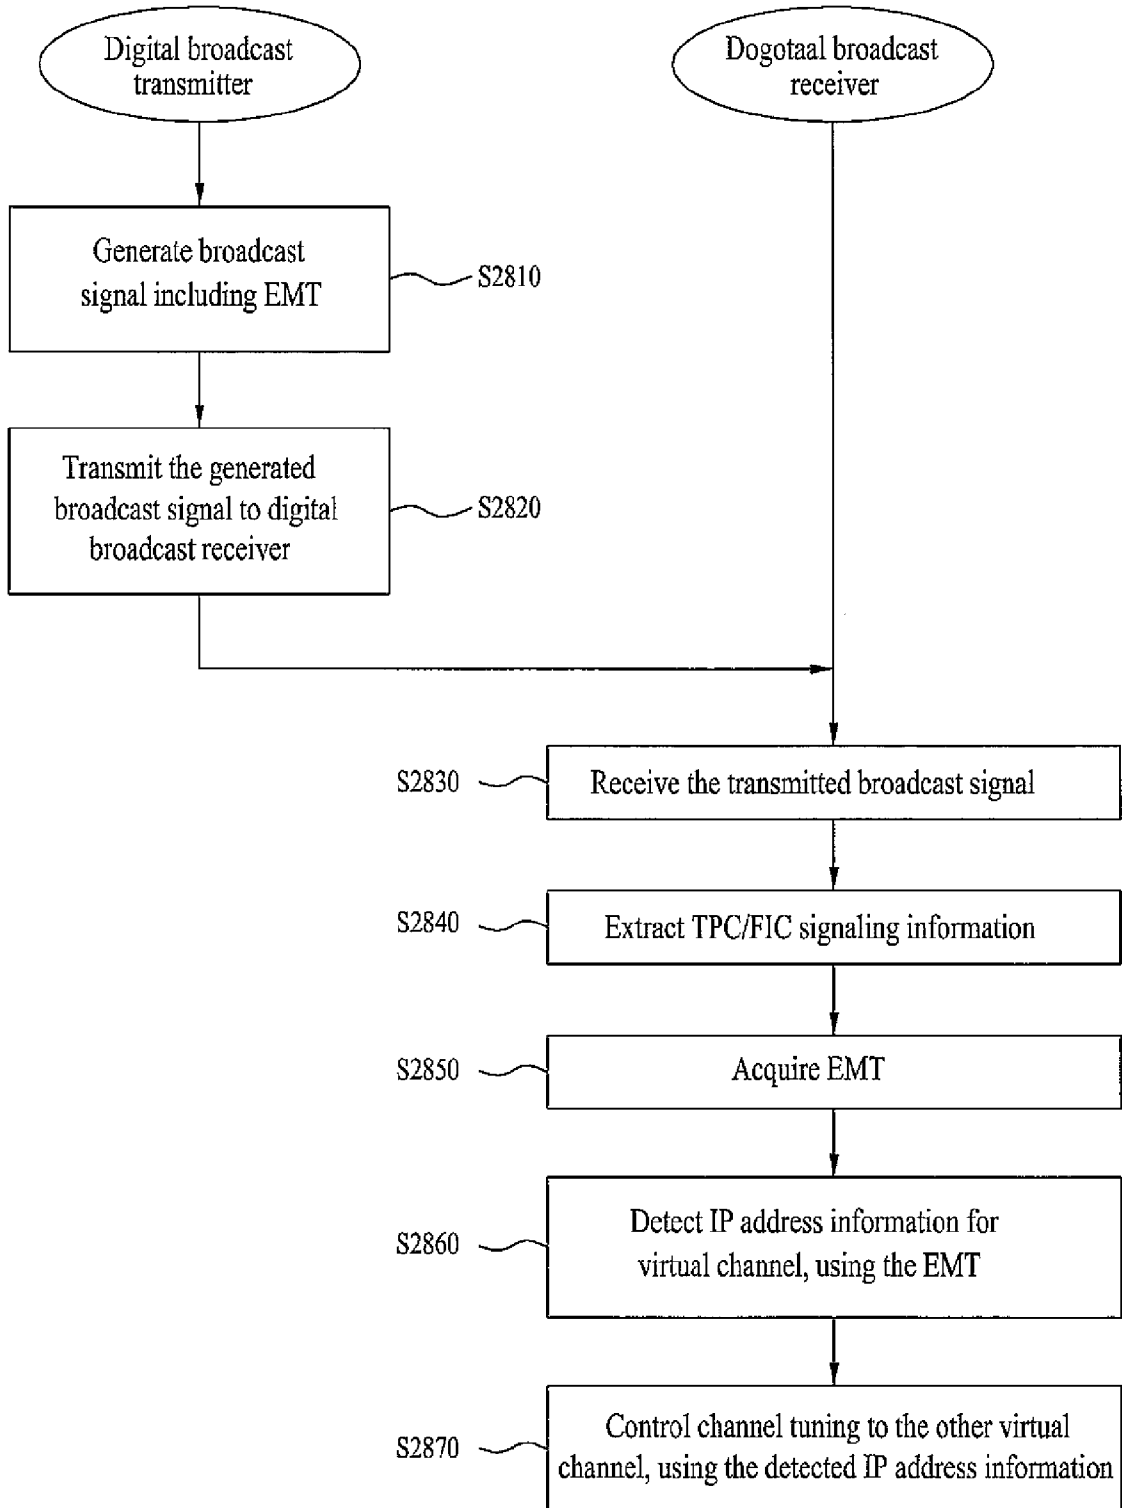 Digital broadcast
transmitter
Dogotaal broadcast
receiver
Generate broadcast
signal including EMT
S2810
Transmit the generated
broadcast signal to digital
broadcast receiver
S2820
S2830
Receive the transmitted broadcast signal
S2840
Extract TPC/FIC signaling information
S2850
Acquire EMT
S2860
Detect IP address information for
virtual channel, using the EMT
S2870
Control channel tuning to the other virtual
channel, using the detected IP address information